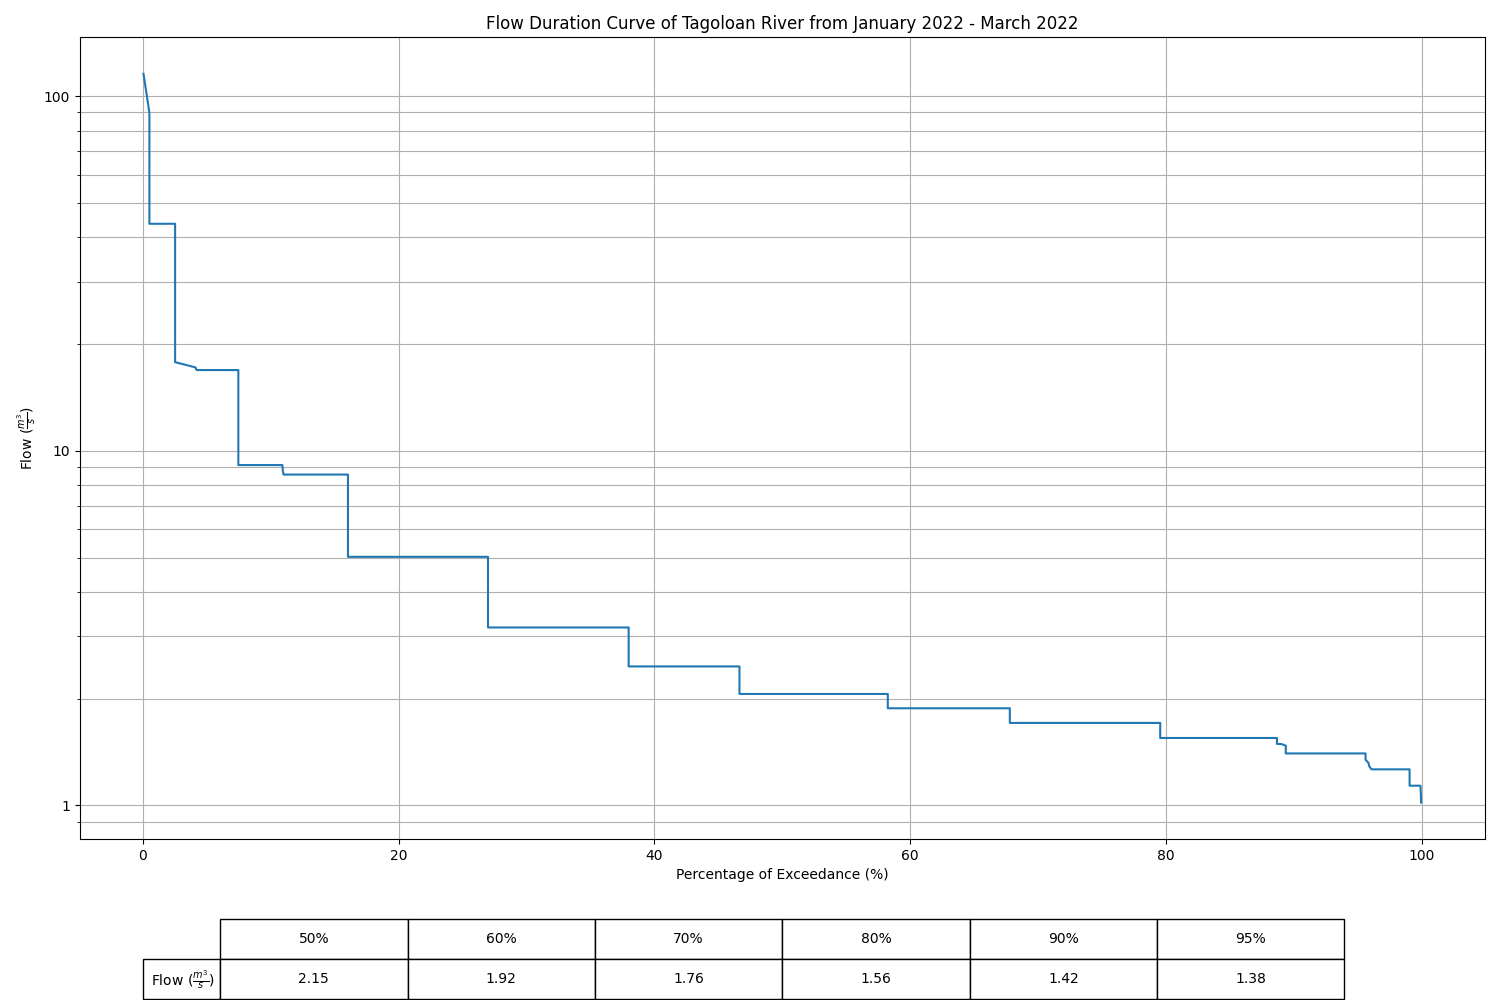 Flow Duration Curve of Tagoloan River from January 2022 - March 2022
100
10
1
Flow (m³/s)
0 20 40 60 80 100
Percentage of Exceedance (%)
50% 60% 70% 80% 90% 95%
Flow (m³/s) 2.15 1.92 1.76 1.56 1.42 1.38